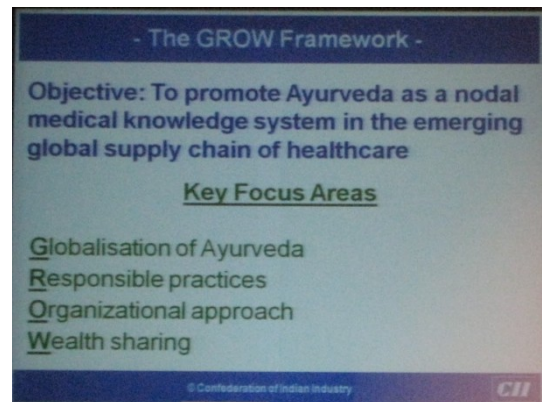 - The GROW Framework -
Objective: To promote Ayurveda as a nodal
medical knowledge system in the emerging
global supply chain of healthcare
Key Focus Areas
Globalisation of Ayurveda
Responsible practices
Organizational approach
Wealth sharing
© Confederation of Indian Industry
CII